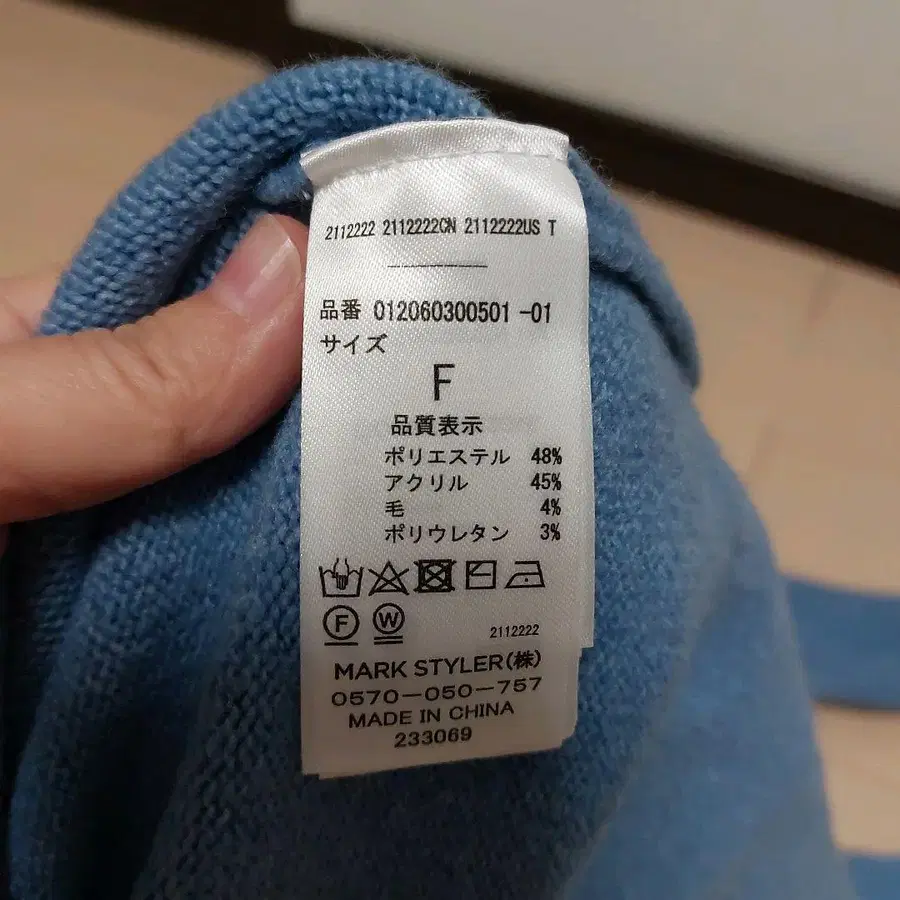 2112222 2112222CN 2112222US T
品番 012060300501 -01
サイズ
F
品質表示
ポリエステル 48%
アクリル 45%
毛 4%
ポリウレタン 3%
F W
2112222
MARK STYLER(株)
0570-050-757
MADE IN CHINA
233069